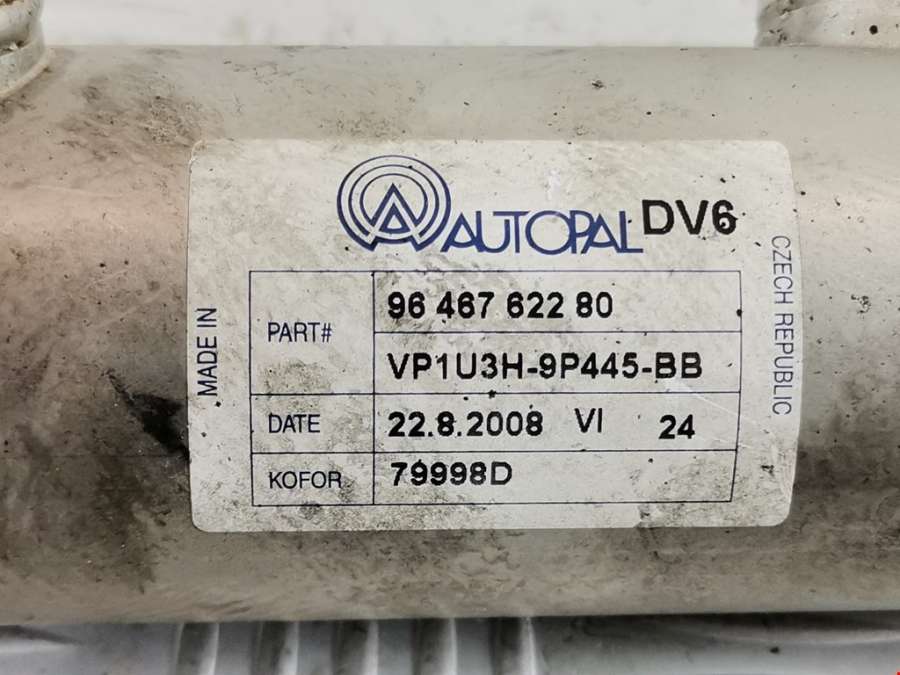 AUTOPAL DV6
MADE IN
CZECH REPUBLIC
PART# 96 467 622 80
VP1U3H-9P445-BB
DATE 22.8.2008 VI 24
KOFOR 79998D